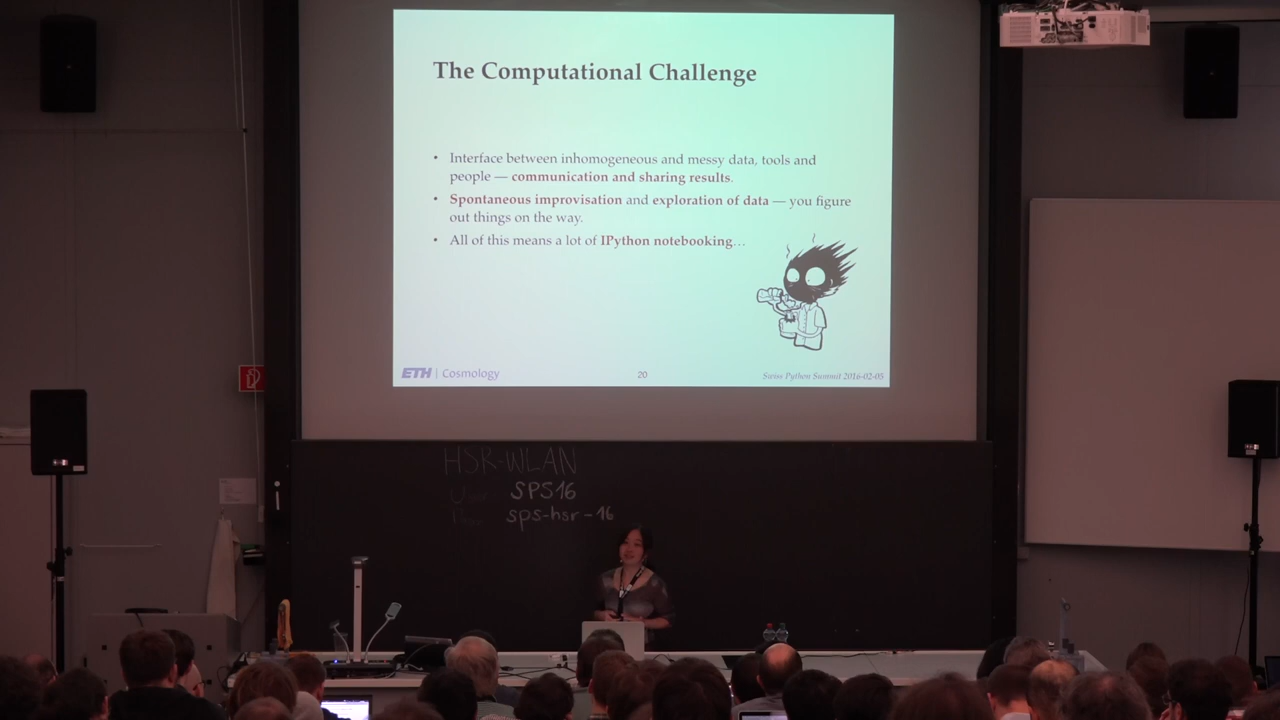 The Computational Challenge
• Interface between inhomogeneous and messy data, tools and
people — communication and sharing results.
• Spontaneous improvisation and exploration of data — you figure
out things on the way.
• All of this means a lot of IPython notebooking…
ETH | Cosmology
20
Swiss Python Summit 2016-02-05
HSR-WLAN
SPS16
sps-hsr-16